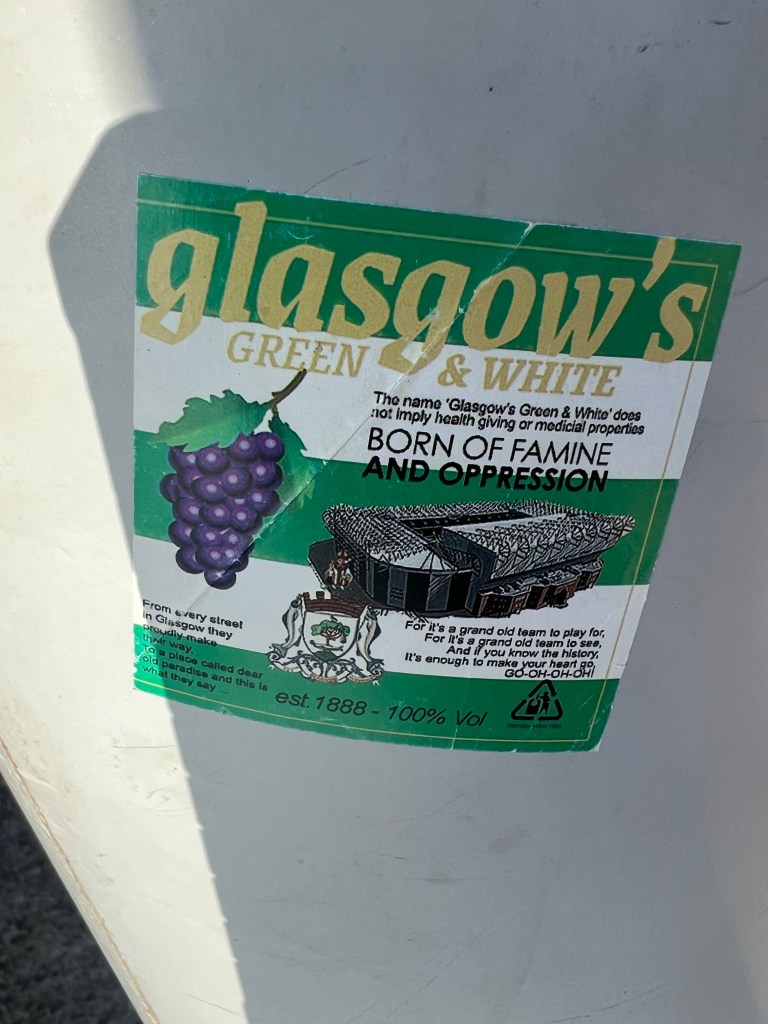 glasgow's
GREEN & WHITE
The name 'Glasgow's Green & White' does
not imply health giving or medicial properties
BORN OF FAMINE
AND OPPRESSION
From every street
in Glasgow they
proudly make
their way,
To a place called dear
old paradise and this is
what they say ...
For it's a grand old team to play for,
For it's a grand old team to see,
And if you know the history,
It's enough to make your heart go,
GO-OH-OH-OH!
est.1888 - 100% Vol